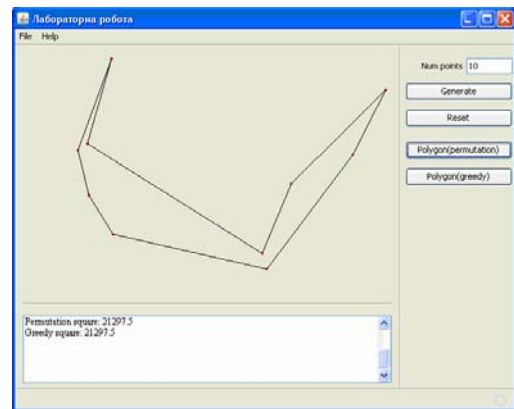 Лабораторна робота
File Help
Num points 10
Generate
Reset
Polygon(permutation)
Polygon(greedy)
Permutation square: 21297.5
Greedy square: 21297.5